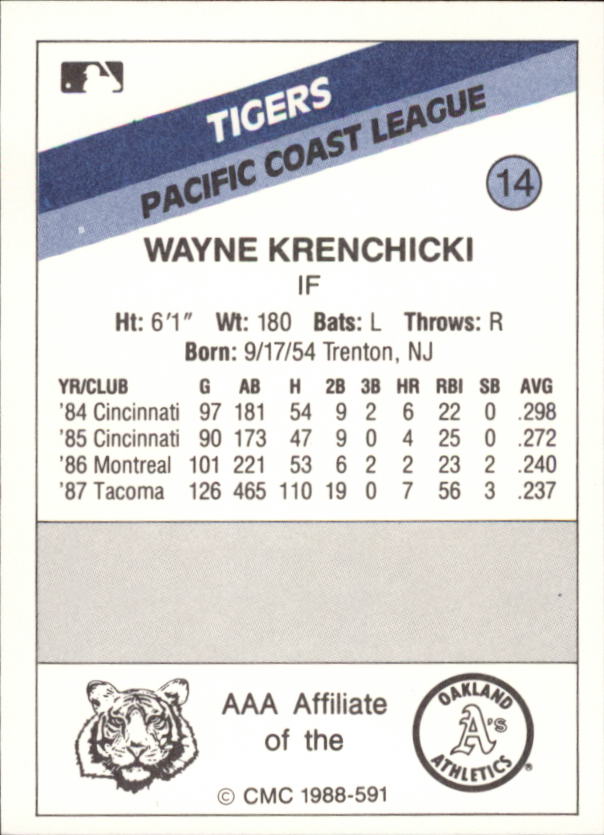 TIGERS
PACIFIC COAST LEAGUE
14
WAYNE KRENCHICKI
IF
Ht: 6'1" Wt: 180 Bats: L Throws: R
Born: 9/17/54 Trenton, NJ
YR/CLUB G AB H 2B 3B HR RBI SB AVG
'84 Cincinnati 97 181 54 9 2 6 22 0 .298
'85 Cincinnati 90 173 47 9 0 4 25 0 .272
'86 Montreal 101 221 53 6 2 2 23 2 .240
'87 Tacoma 126 465 110 19 0 7 56 3 .237
AAA Affiliate
of the
OAKLAND
A's
ATHLETICS ®
© CMC 1988-591